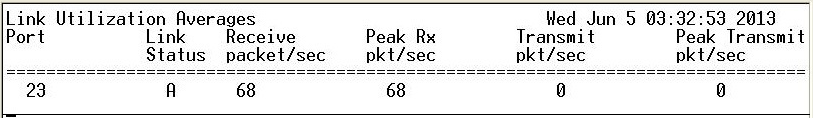 Link Utilization Averages Wed Jun 5 03:32:53 2013
Port Link Receive Peak Rx Transmit Peak Transmit
Status packet/sec pkt/sec pkt/sec pkt/sec
================================================================================
23 A 68 68 0 0